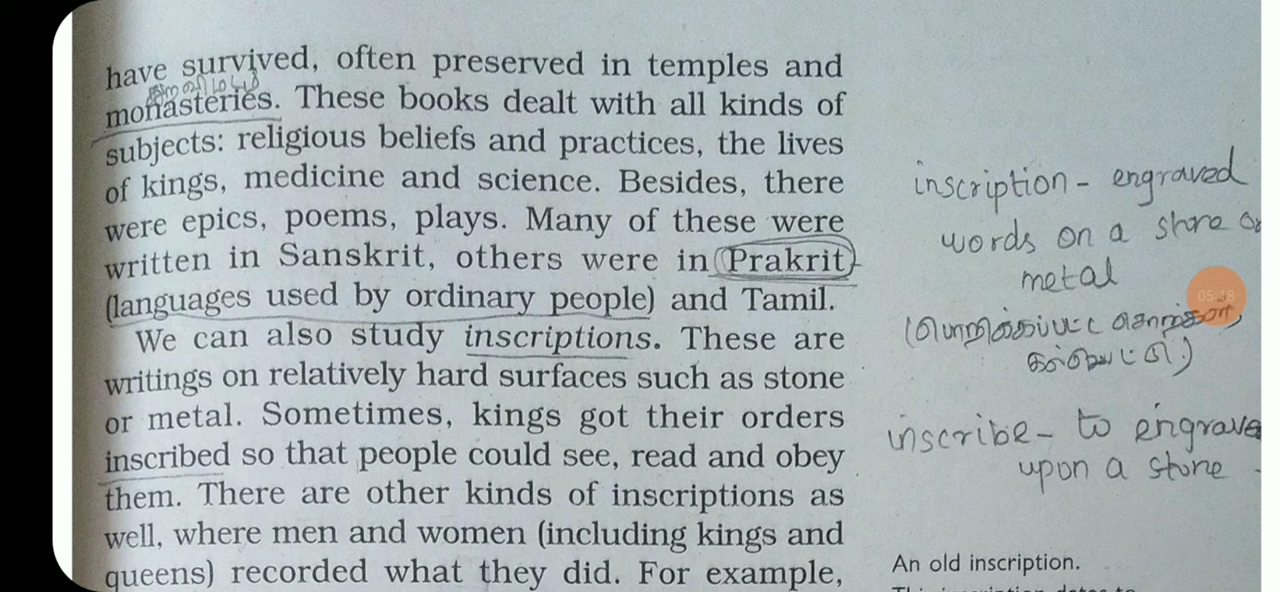 have survived, often preserved in temples and
monasteries. These books dealt with all kinds of
subjects: religious beliefs and practices, the lives
of kings, medicine and science. Besides, there
were epics, poems, plays. Many of these were
written in Sanskrit, others were in Prakrit
(languages used by ordinary people) and Tamil.
We can also study inscriptions. These are
writings on relatively hard surfaces such as stone
or metal. Sometimes, kings got their orders
inscribed so that people could see, read and obey
them. There are other kinds of inscriptions as
well, where men and women (including kings and
queens) recorded what they did. For example,
inscription - engraved
words on a stone
metal
(பொறிக்கப்பட்ட
கல்வெட்டு)
05:18
inscribe - to engrave
upon a stone
An old inscription.